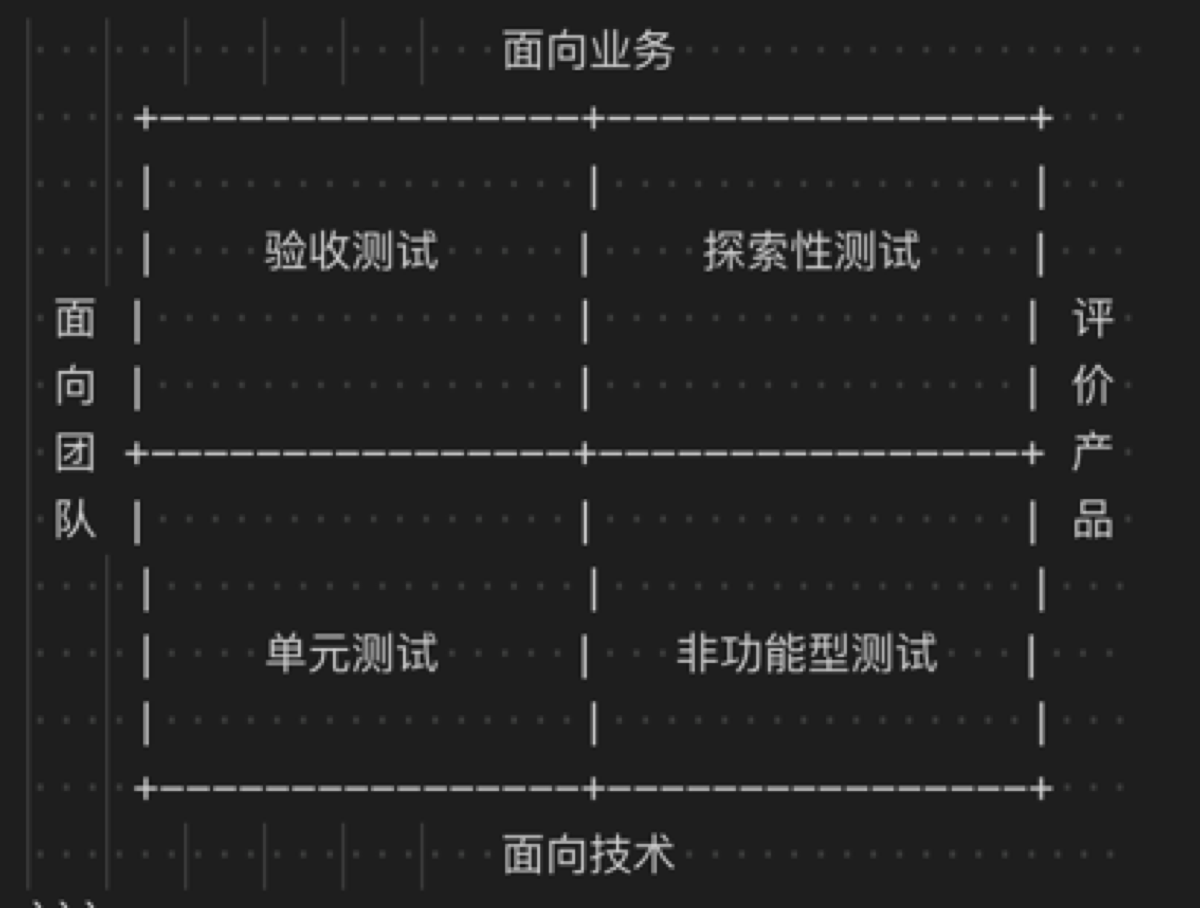 面向业务
+-----------------+-----------------+
| | |
| 验收测试 | 探索性测试 |
面 | | | 评
向 | | | 价
团 +-----------------+-----------------+ 产
队 | | | 品
| | |
| 单元测试 | 非功能型测试 |
| | |
+-----------------+-----------------+
面向技术